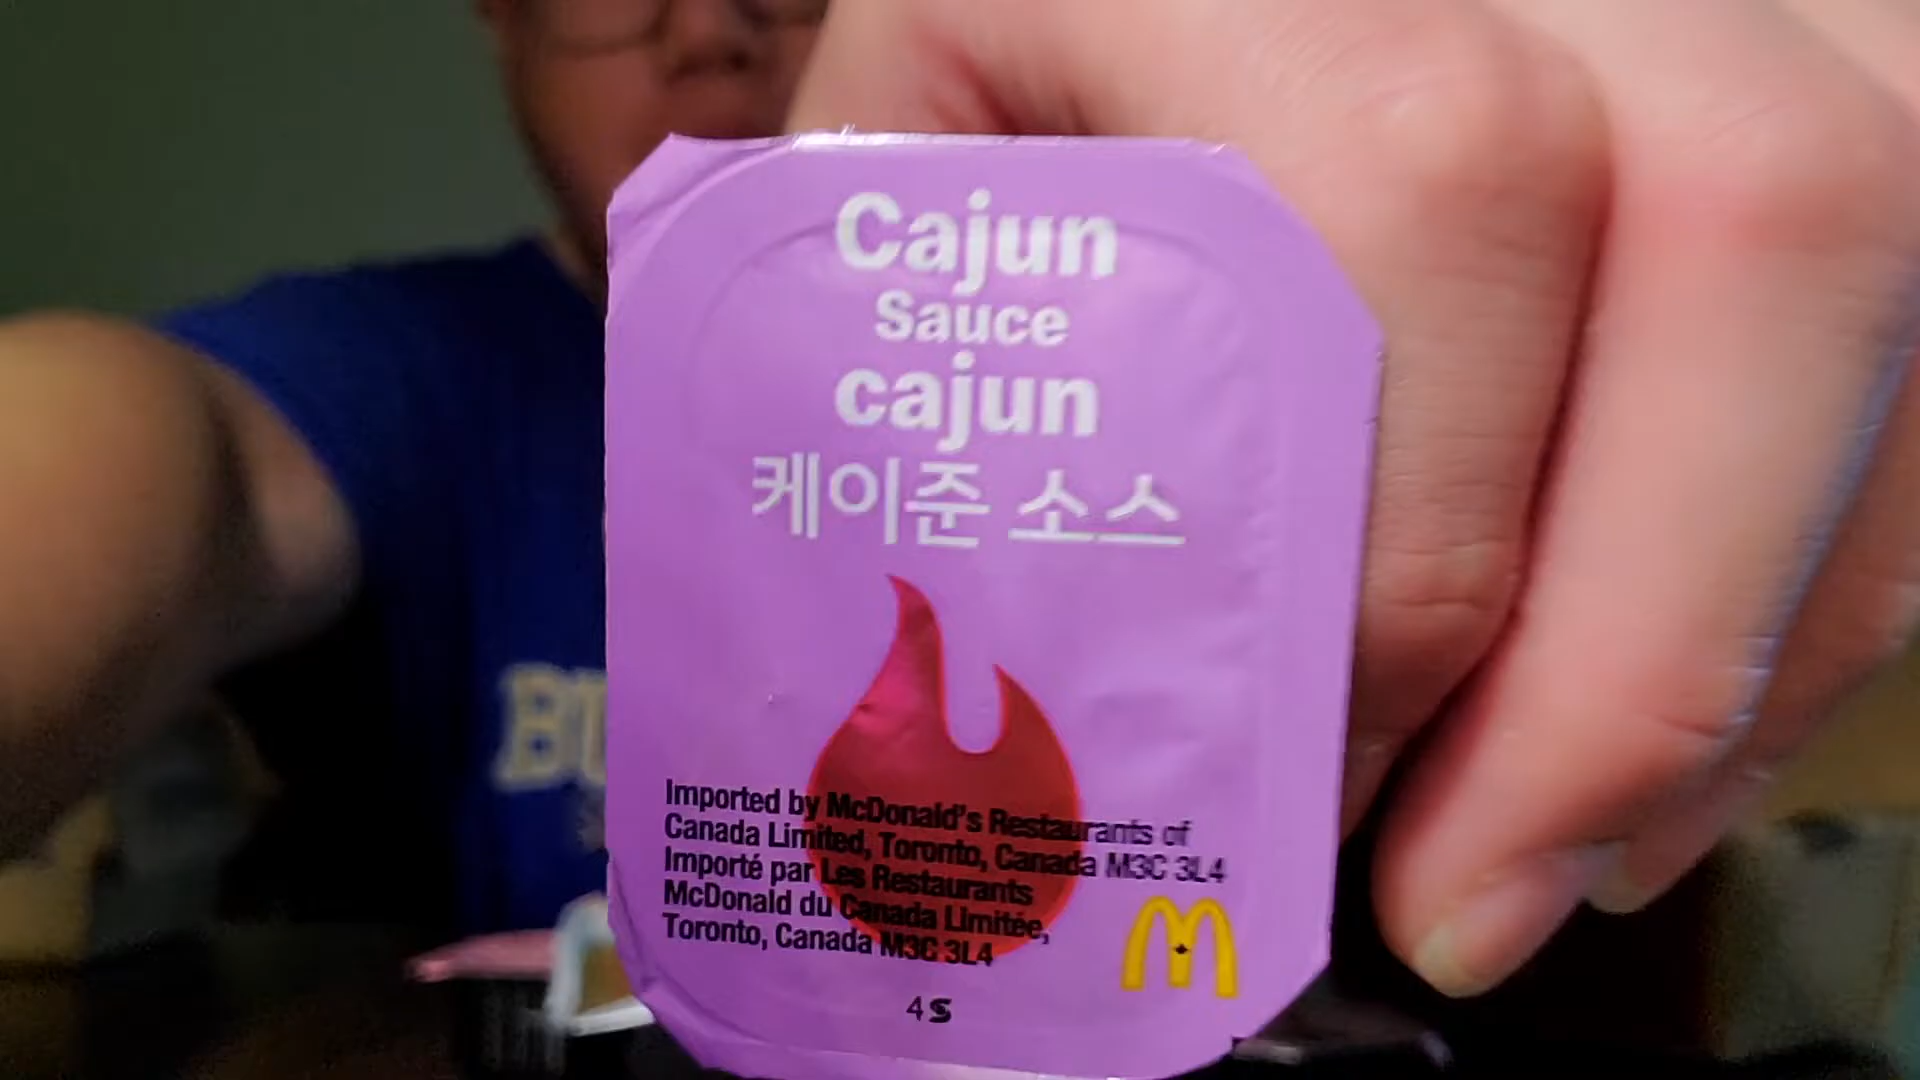 Cajun
Sauce
cajun
케이준 소스
Imported by McDonald's Restaurants of
Canada Limited, Toronto, Canada M3C 3L4
Importé par Les Restaurants
McDonald du Canada Limitée,
Toronto, Canada M3C 3L4
4S